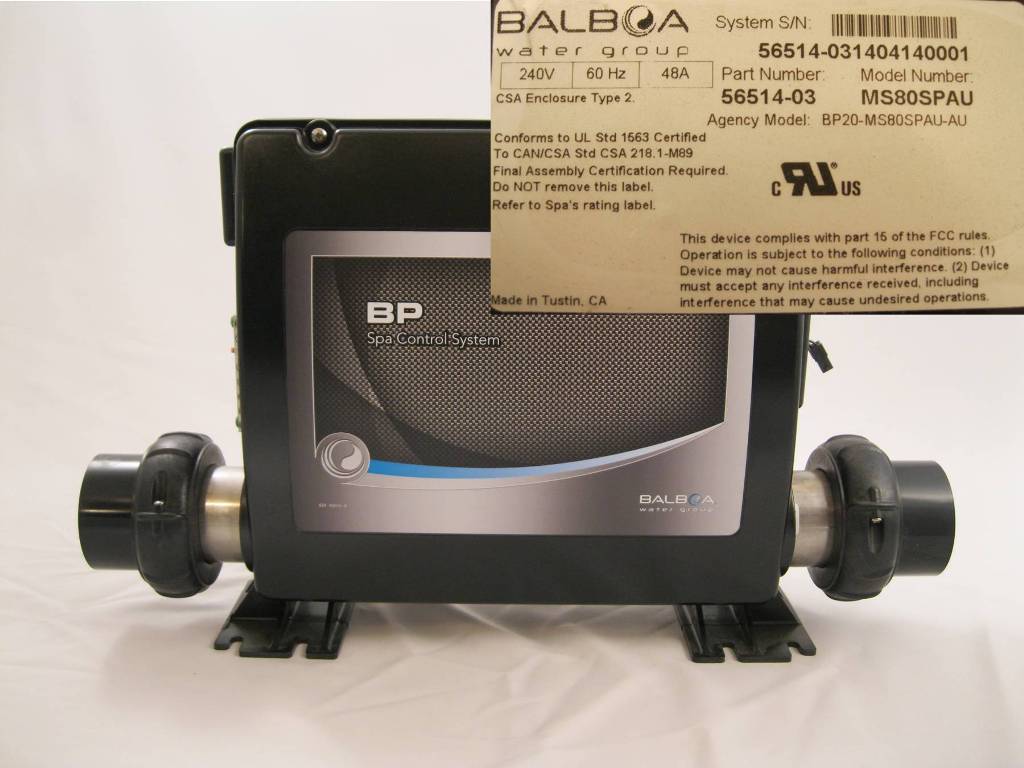 BALBOA
water group
System S/N:
56514-031404140001
240V 60 Hz 48A
Part Number: Model Number:
56514-03 MS80SPAU
CSA Enclosure Type 2.
Agency Model: BP20-MS80SPAU-AU
Conforms to UL Std 1563 Certified
To CAN/CSA Std CSA 218.1-M89
Final Assembly Certification Required.
Do NOT remove this label.
Refer to Spa's rating label.
C RU® US
This device complies with part 15 of the FCC rules.
Operation is subject to the following conditions: (1)
Device may not cause harmful interference. (2) Device
must accept any interference received, including
interference that may cause undesired operations.
Made in Tustin, CA
BP
Spa Control System
BALBOA
water group